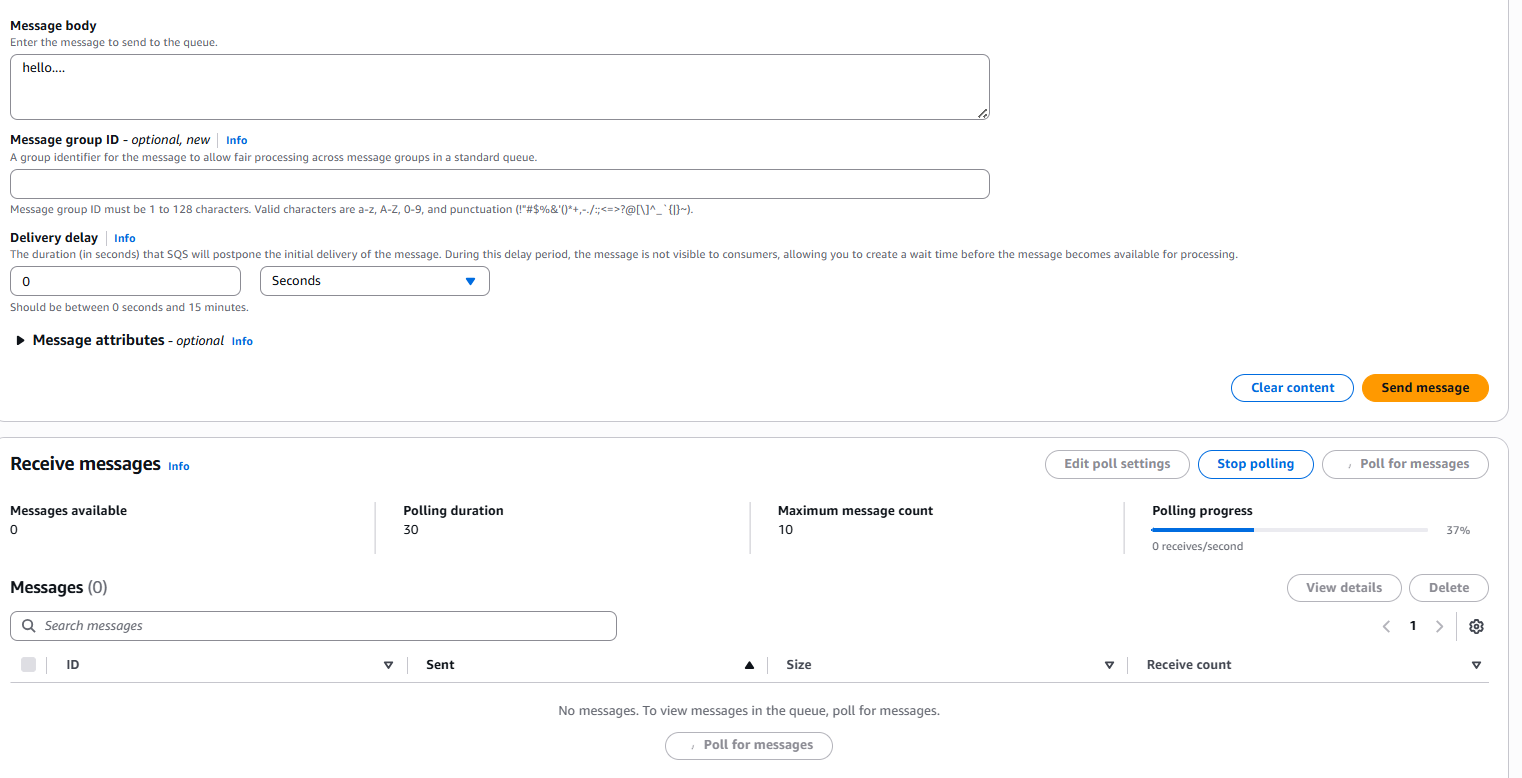 Message body
Enter the message to send to the queue.
hello....
Message group ID - optional, new Info
A group identifier for the message to allow fair processing across message groups in a standard queue.
Message group ID must be 1 to 128 characters. Valid characters are a-z, A-Z, 0-9, and punctuation (!"#$%&'()*+,-./:;<=>?@[\]^_`{|}~).
Delivery delay Info
The duration (in seconds) that SQS will postpone the initial delivery of the message. During this delay period, the message is not visible to consumers, allowing you to create a wait time before the message becomes available for processing.
0 Seconds
Should be between 0 seconds and 15 minutes.
Message attributes - optional Info
Clear content Send message
Receive messages Info Edit poll settings Stop polling Poll for messages
Messages available Polling duration Maximum message count Polling progress
0 30 10 37%
0 receives/second
Messages (0) View details Delete
Search messages 1
ID Sent Size Receive count
No messages. To view messages in the queue, poll for messages.
Poll for messages